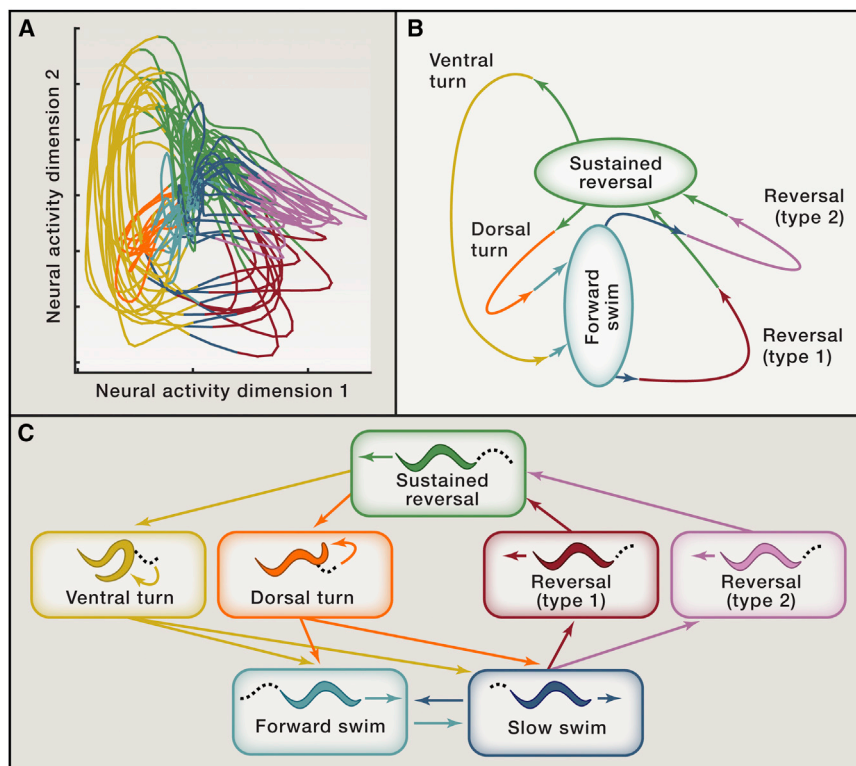 A
Neural activity dimension 2
Neural activity dimension 1
B
Ventral
turn
Sustained
reversal
Reversal
(type 2)
Dorsal
turn
Forward
swim
Reversal
(type 1)
C
Sustained
reversal
Ventral turn
Dorsal turn
Reversal
(type 1)
Reversal
(type 2)
Forward swim
Slow swim